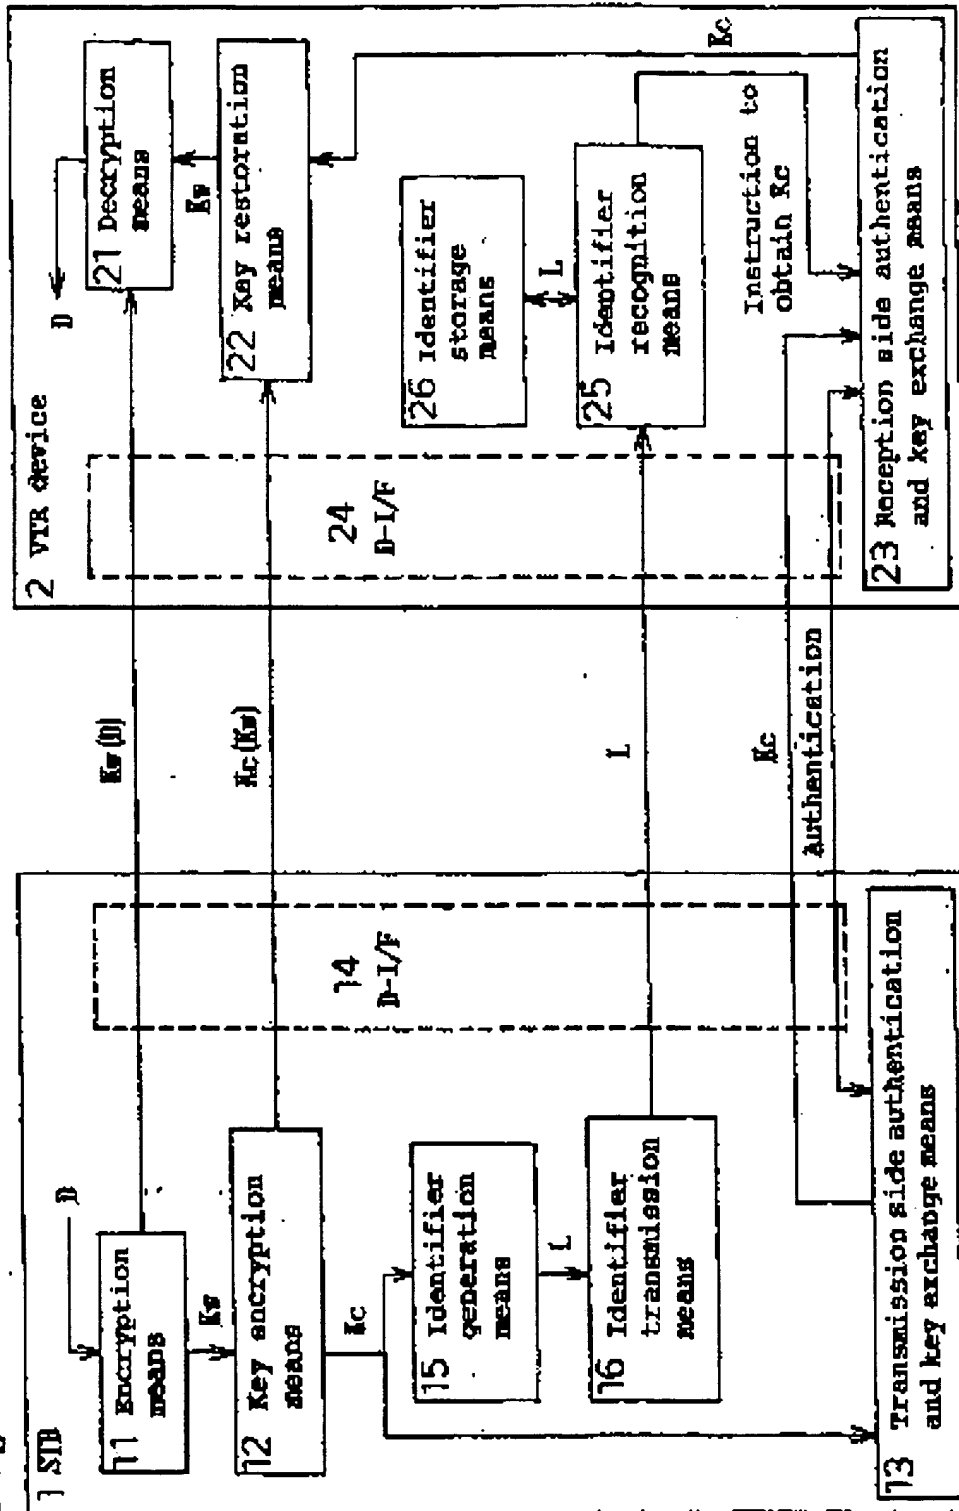 1 STB
D
11 Encryption
means
Kw
12 Key encryption
means
Kc
15 Identifier
generation
means
L
16 Identifier
transmission
means
13 Transmission side authentication
and key exchange means
14
D-I/F
Kw(D)
Kc(Kw)
L
Kc
Authentication
2 VTR device
24
D-I/F
D
21 Decryption
means
Kw
22 Key restoration
means
26 Identifier
storage
means
L
25 Identifier
recognition
means
Instruction to
obtain Kc
Kc
23 Reception side authentication
and key exchange means